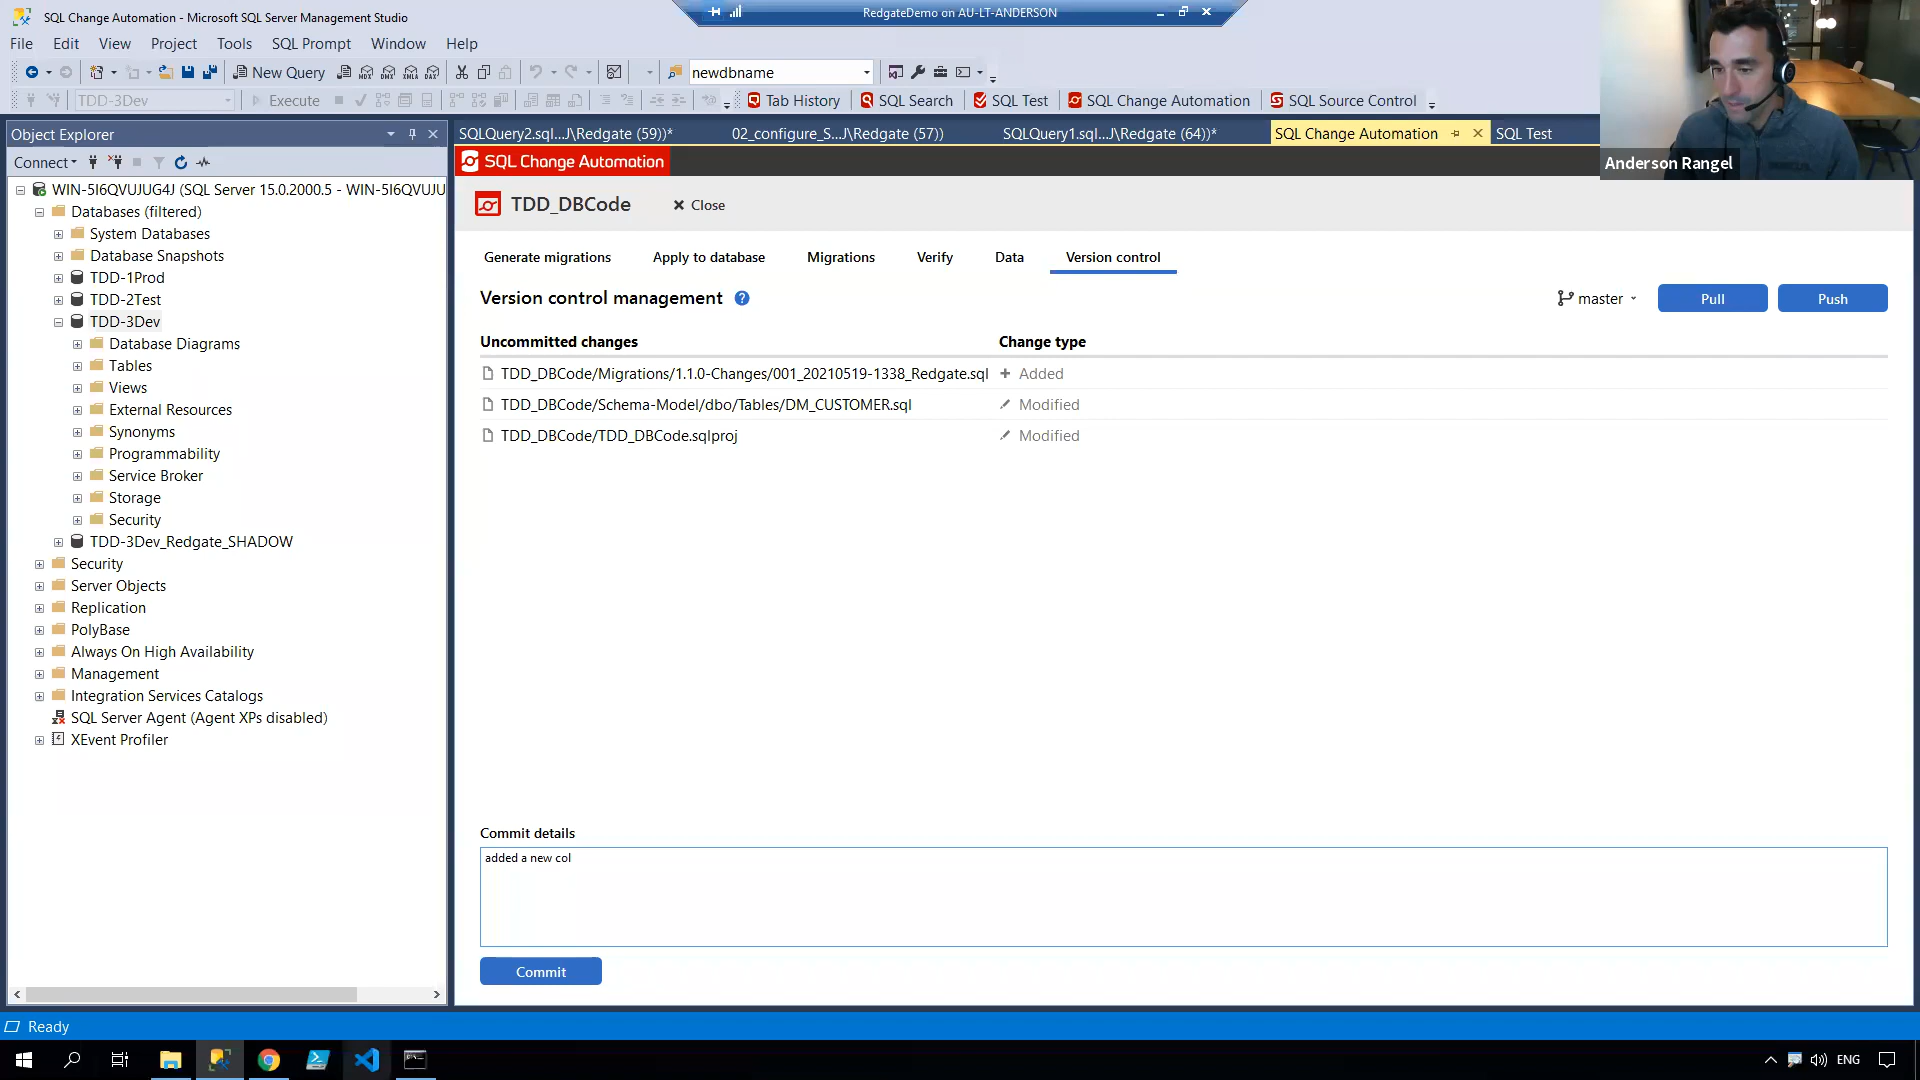 SQL Change Automation - Microsoft SQL Server Management Studio
RedgateDemo on AU-LT-ANDERSON
File Edit View Project Tools SQL Prompt Window Help
New Query
newdbname
TDD-3Dev
Execute
Tab History
SQL Search
SQL Test
SQL Change Automation
SQL Source Control
Anderson Rangel
Object Explorer
SQLQuery2.sql...J\Redgate (59))*
02_configure_S...J\Redgate (57))
SQLQuery1.sql...J\Redgate (64))*
SQL Change Automation
SQL Test
Connect
WIN-5I6QVUJUG4J (SQL Server 15.0.2000.5 - WIN-5I6QVUJU
Databases (filtered)
System Databases
Database Snapshots
TDD-1Prod
TDD-2Test
TDD-3Dev
Database Diagrams
Tables
Views
External Resources
Synonyms
Programmability
Service Broker
Storage
Security
TDD-3Dev_Redgate_SHADOW
Security
Server Objects
Replication
PolyBase
Always On High Availability
Management
Integration Services Catalogs
SQL Server Agent (Agent XPs disabled)
XEvent Profiler
SQL Change Automation
TDD_DBCode
Close
Generate migrations
Apply to database
Migrations
Verify
Data
Version control
Version control management
master
Pull
Push
Uncommitted changes
Change type
TDD_DBCode/Migrations/1.1.0-Changes/001_20210519-1338_Redgate.sql
Added
TDD_DBCode/Schema-Model/dbo/Tables/DM_CUSTOMER.sql
Modified
TDD_DBCode/TDD_DBCode.sqlproj
Modified
Commit details
added a new col
Commit
Ready
ENG